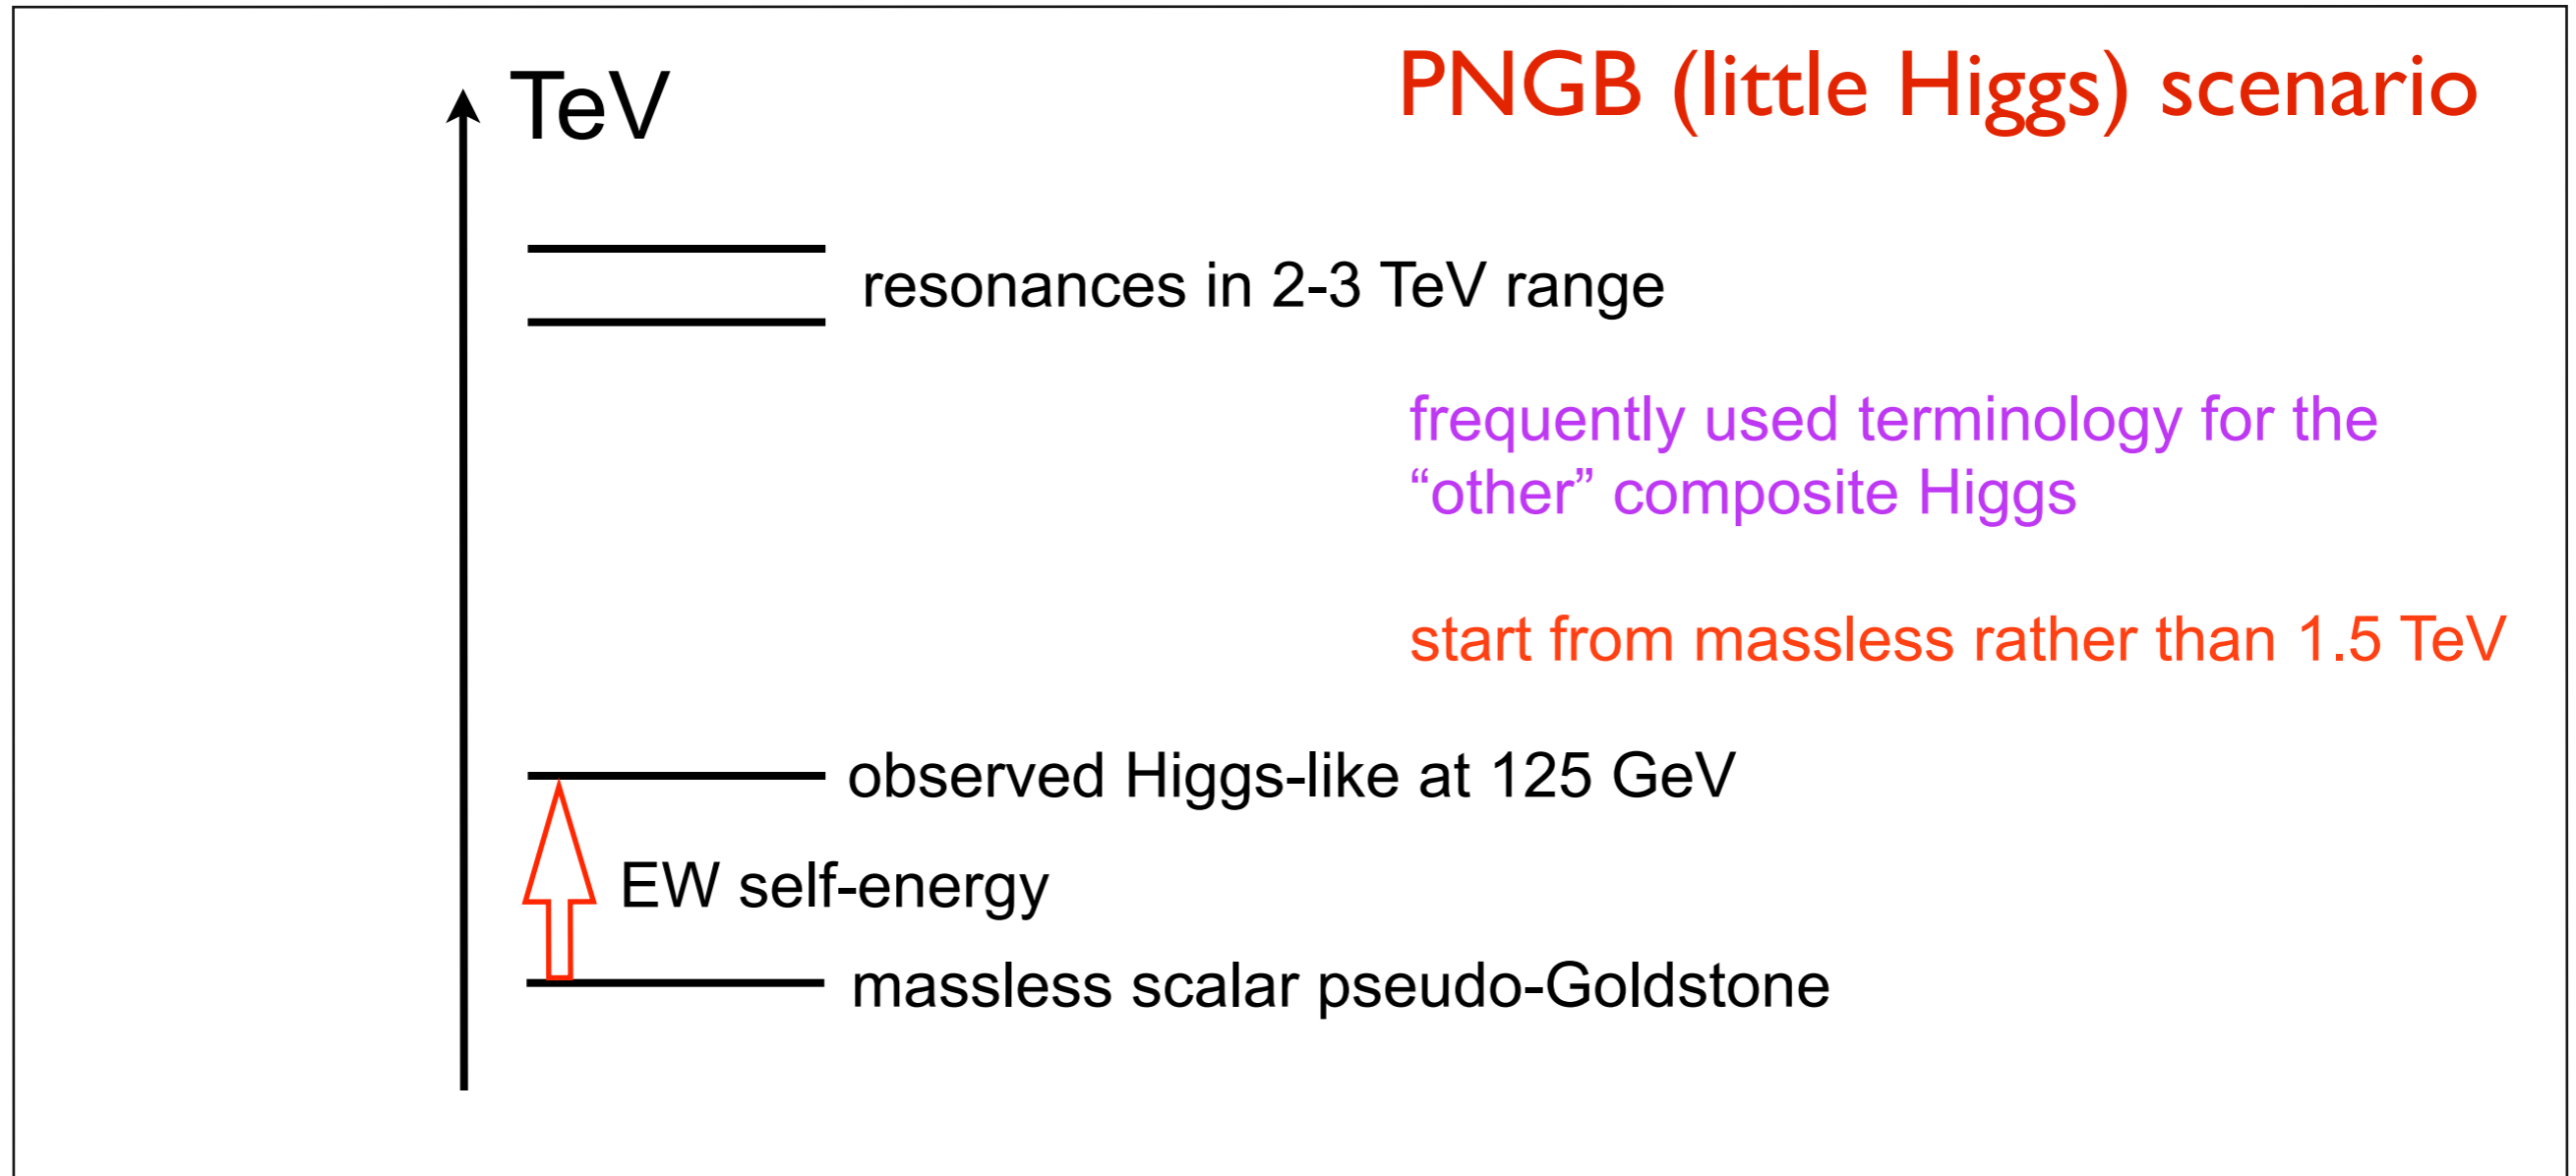 PNGB (little Higgs) scenario
TeV
resonances in 2-3 TeV range
frequently used terminology for the
“other” composite Higgs
start from massless rather than 1.5 TeV
observed Higgs-like at 125 GeV
EW self-energy
massless scalar pseudo-Goldstone